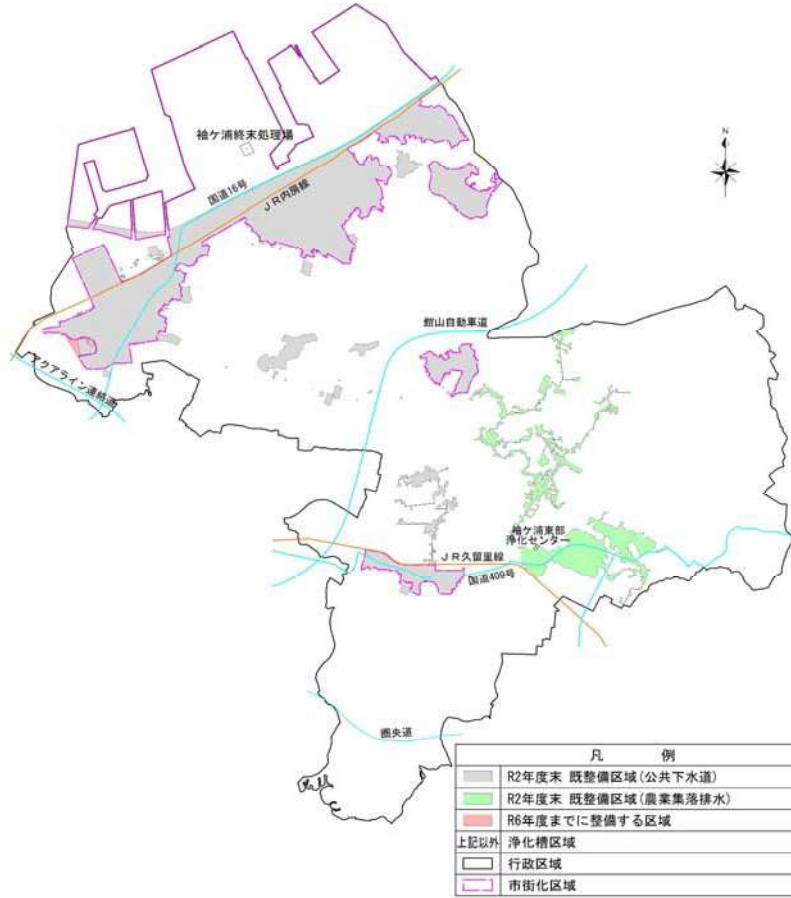 袖ケ浦終末処理場
N
国道16号
JR内房線
館山自動車道
アクアライン連絡道
袖ケ浦東部
浄化センター
JR久留里線
国道409号
圏央道
凡 例
R2年度末 既整備区域(公共下水道)
R2年度末 既整備区域(農業集落排水)
R6年度までに整備する区域
上記以外 浄化槽区域
行政区域
市街化区域